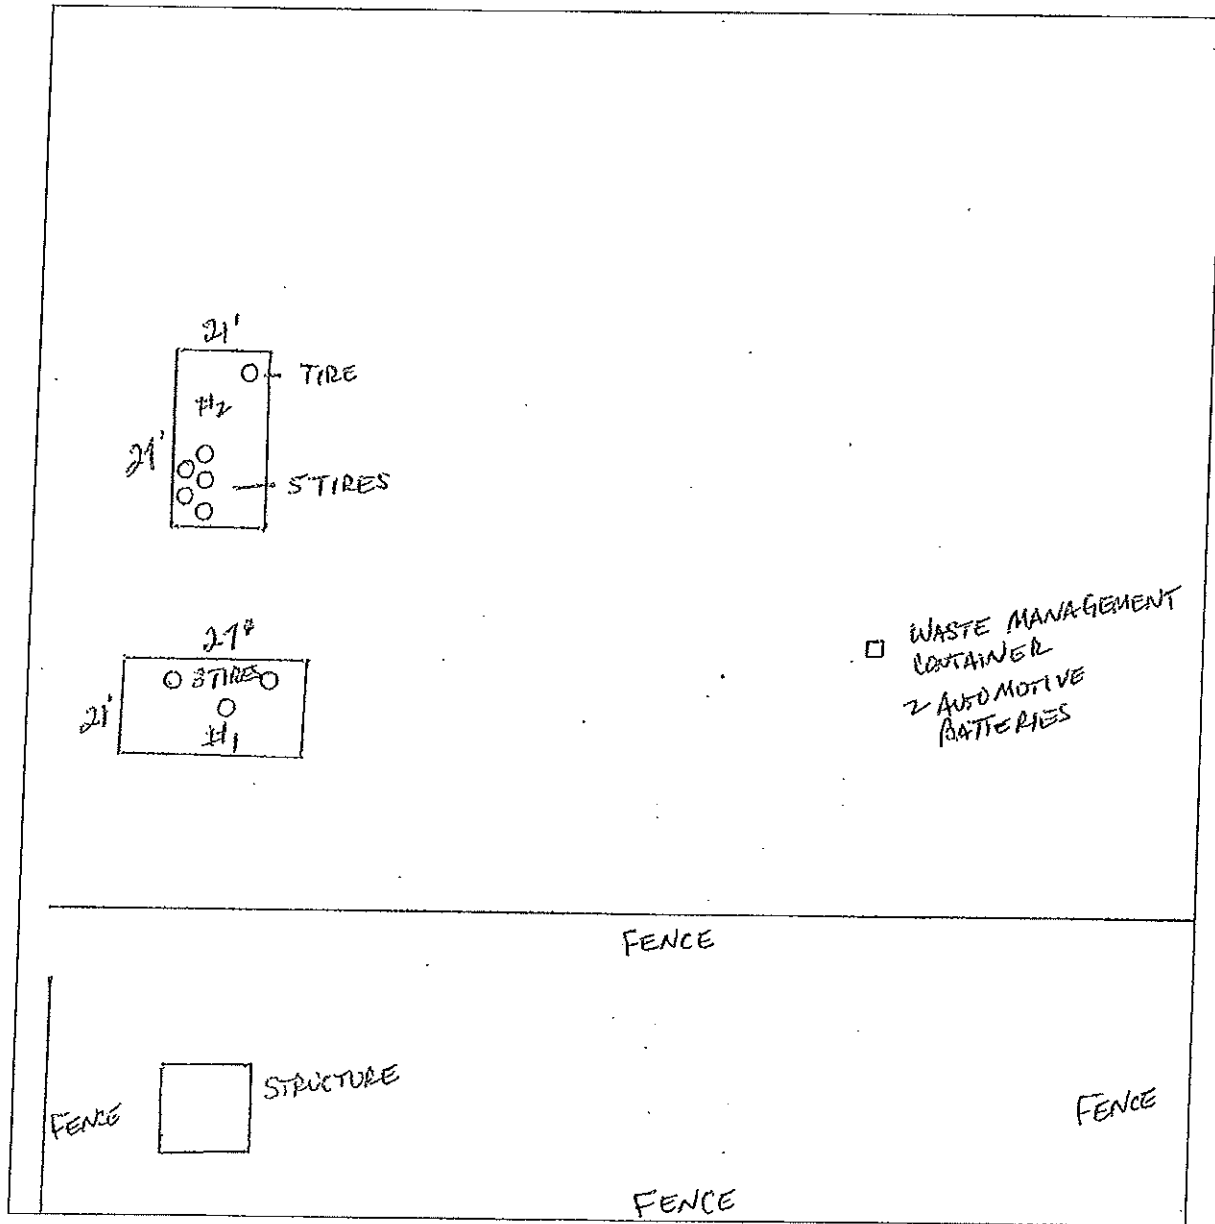 21'
TIRE
#2
21'
5 TIRES
3 TIRES
21'
#1
WASTE MANAGEMENT
CONTAINER
2 AUTOMOTIVE
BATTERIES
FENCE
STRUCTURE
FENCE
FENCE
FENCE